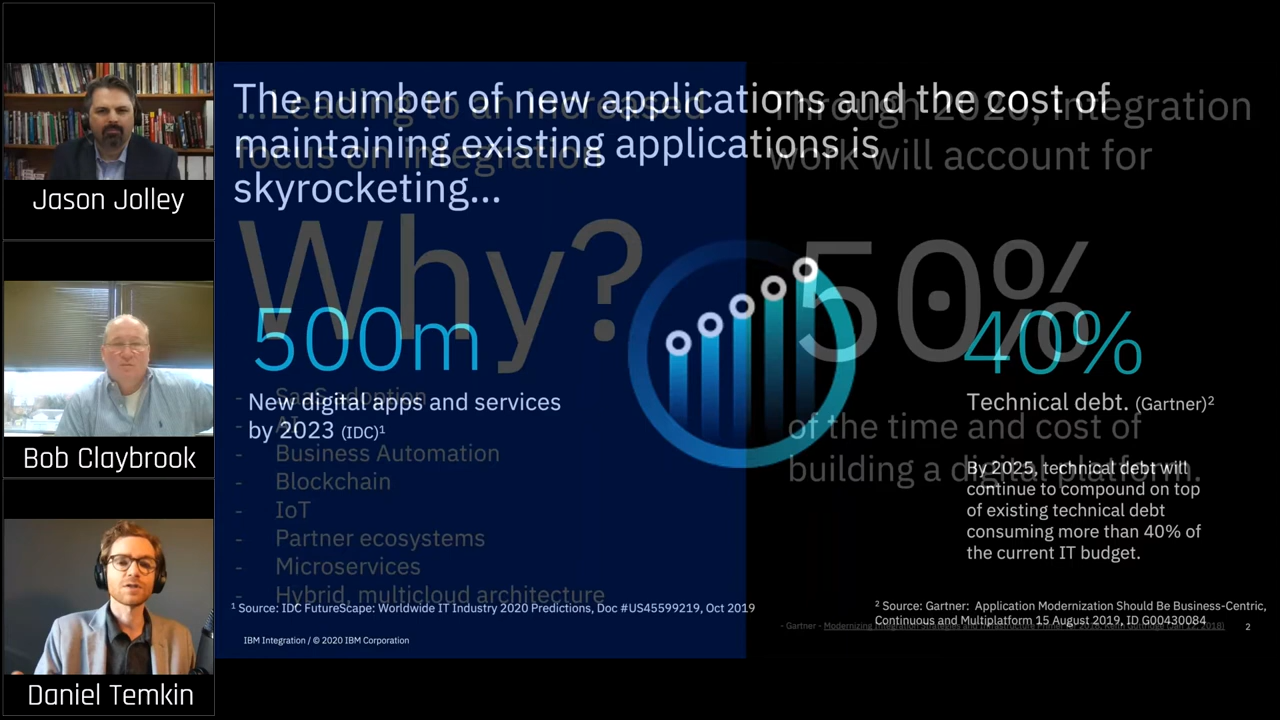 Jason Jolley
Bob Claybrook
Daniel Temkin
The number of new applications and the cost of
maintaining existing applications is
skyrocketing...
500m
New digital apps and services
by 2023 (IDC)¹
40%
Technical debt. (Gartner)²
By 2025, technical debt will
continue to compound on top
of existing technical debt
consuming more than 40% of
the current IT budget.
¹ Source: IDC FutureScape: Worldwide IT Industry 2020 Predictions, Doc #US45599219, Oct 2019
² Source: Gartner: Application Modernization Should Be Business-Centric,
Continuous and Multiplatform 15 August 2019, ID G00430084
IBM Integration / © 2020 IBM Corporation
2
...Leading to an increased
focus on integration
Why?
- SaaS adoption
- AI
- Business Automation
- Blockchain
- IoT
- Partner ecosystems
- Microservices
- Hybrid, multicloud architecture
Through 2020, integration
work will account for
50%
of the time and cost of
building a digital platform.
- Gartner -